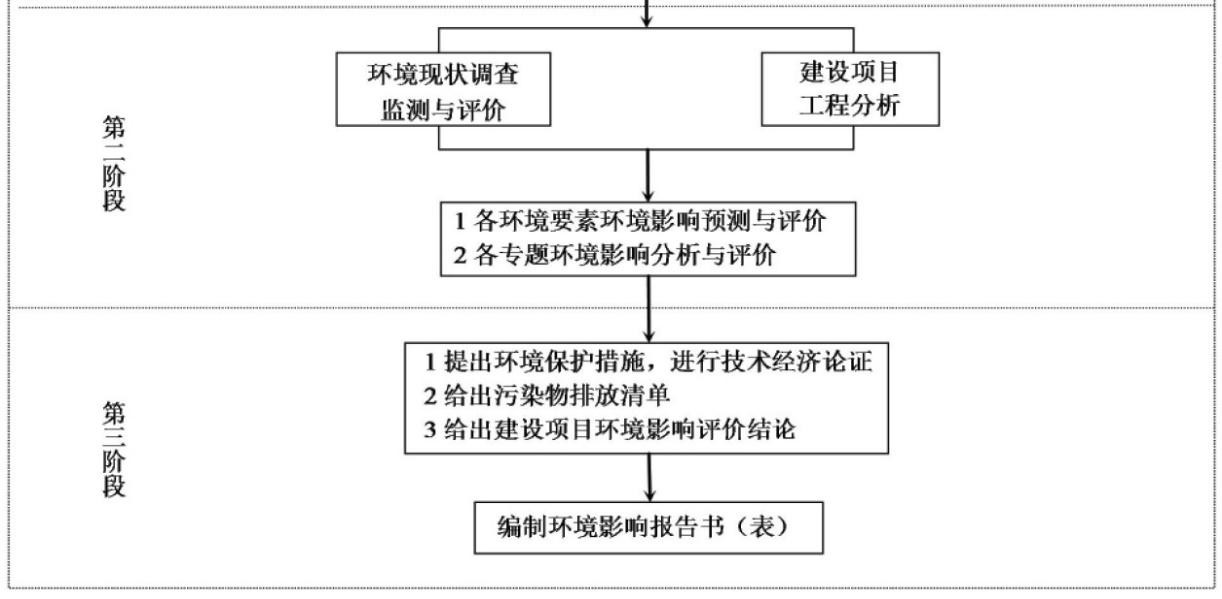 环境现状调查
监测与评价
建设项目
工程分析
第二阶段
1 各环境要素环境影响预测与评价
2 各专题环境影响分析与评价
1 提出环境保护措施，进行技术经济论证
2 给出污染物排放清单
3 给出建设项目环境影响评价结论
第三阶段
编制环境影响报告书（表）